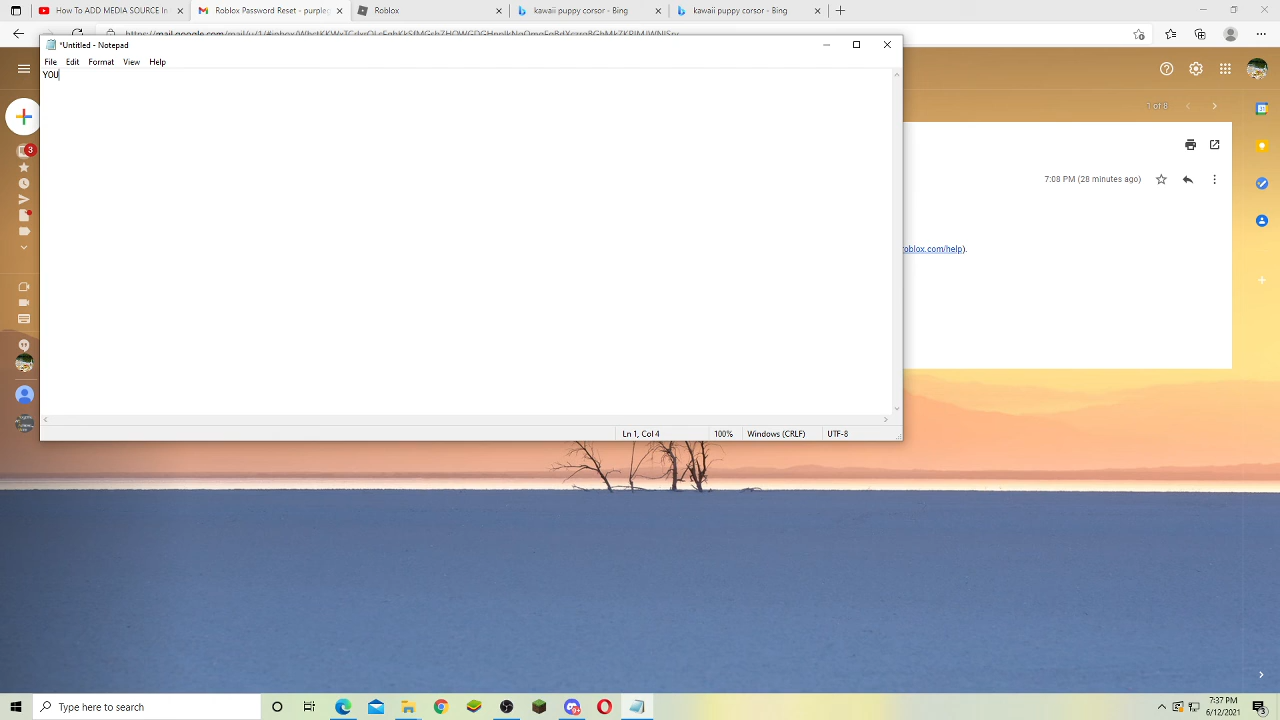 How To ADD MEDIA SOURCE In
Roblox Password Reset - purpleg
Roblox
kawaii puppy corsor - Bing
kawaii puppy corsor - Bing
*Untitled - Notepad
File Edit Format View Help
YOU
1 of 8
3
7:08 PM (28 minutes ago)
roblox.com/help).
Ln 1, Col 4
100%
Windows (CRLF)
UTF-8
Type here to search
7:37 PM
6/12/2021